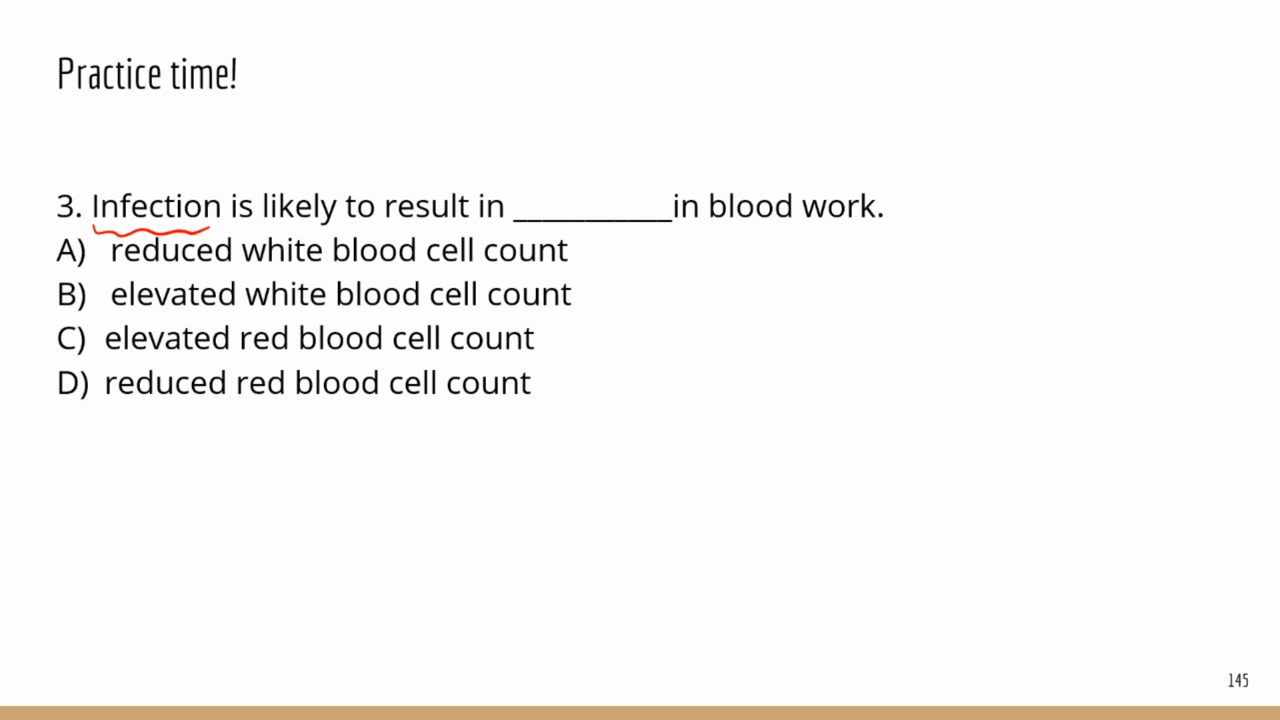 Practice time!
3. Infection is likely to result in ___________in blood work.
A) reduced white blood cell count
B) elevated white blood cell count
C) elevated red blood cell count
D) reduced red blood cell count
145